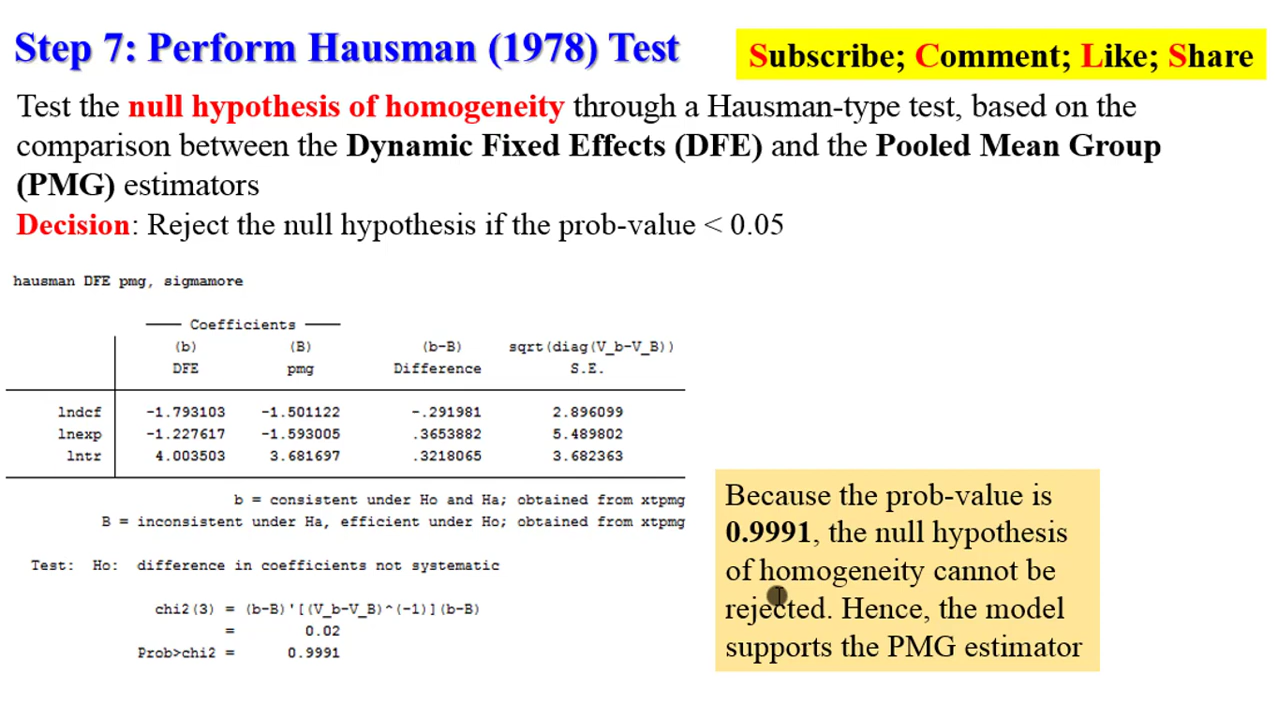 Step 7: Perform Hausman (1978) Test
Subscribe; Comment; Like; Share
Test the null hypothesis of homogeneity through a Hausman-type test, based on the
comparison between the Dynamic Fixed Effects (DFE) and the Pooled Mean Group
(PMG) estimators
Decision: Reject the null hypothesis if the prob-value < 0.05
hausman DFE pmg, sigmamore
Coefficients
(b) (B) (b-B) sqrt(diag(V_b-V_B))
DFE pmg Difference S.E.
lndcf -1.793103 -1.501122 -.291981 2.896099
lnexp -1.227617 -1.593005 .3653882 5.489802
lntr 4.003503 3.681697 .3218065 3.682363
b = consistent under Ho and Ha; obtained from xtpmg
B = inconsistent under Ha, efficient under Ho; obtained from xtpmg
Test: Ho: difference in coefficients not systematic
chi2(3) = (b-B)'[(V_b-V_B)^(-1)](b-B)
= 0.02
Prob>chi2 = 0.9991
Because the prob-value is
0.9991, the null hypothesis
of homogeneity cannot be
rejected. Hence, the model
supports the PMG estimator